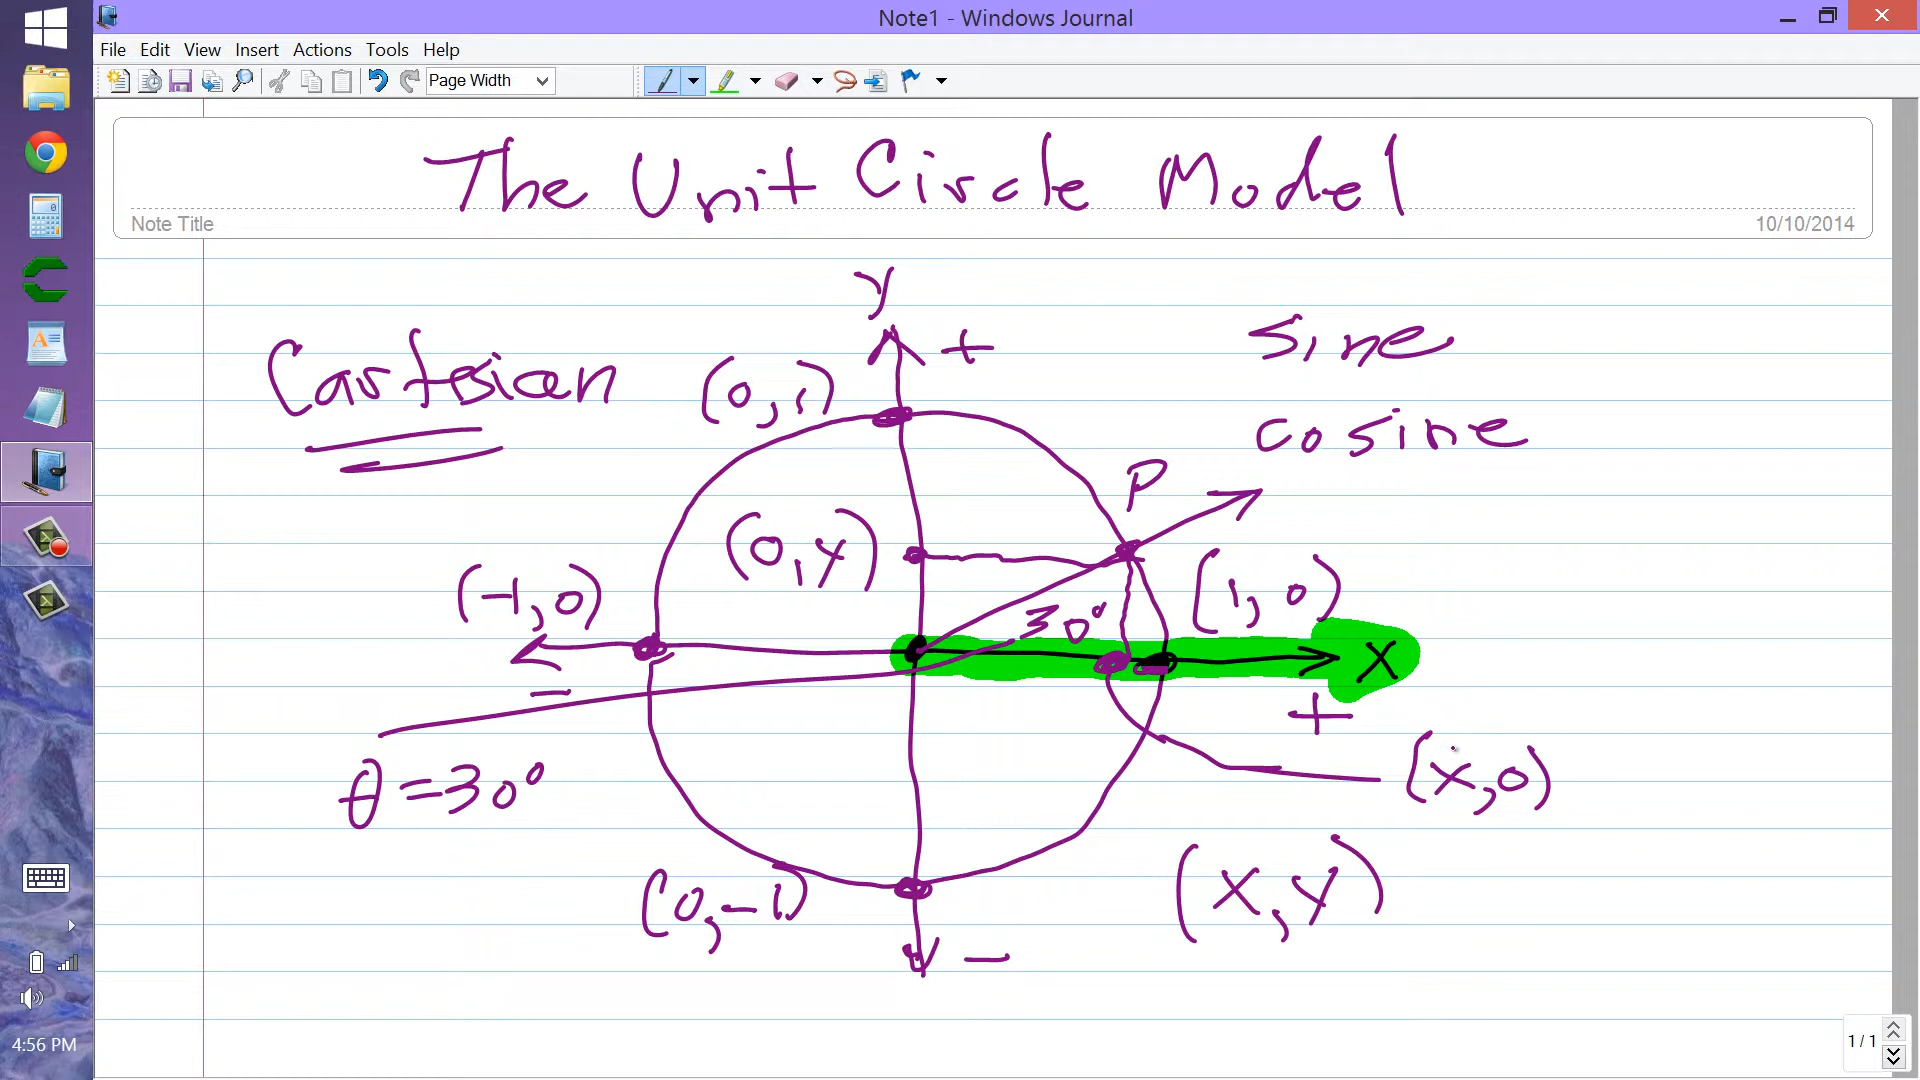 Note1 - Windows Journal
File Edit View Insert Actions Tools Help
Page Width
The Unit Circle Model
Note Title
10/10/2014
y
+
Sine
Cartesian
(0,1)
cosine
P
(0,y)
(-1,0)
(1,0)
30°
X
-
+
θ=30°
(x,0)
(0,-1)
(x,y)
-
4:56 PM
1 / 1